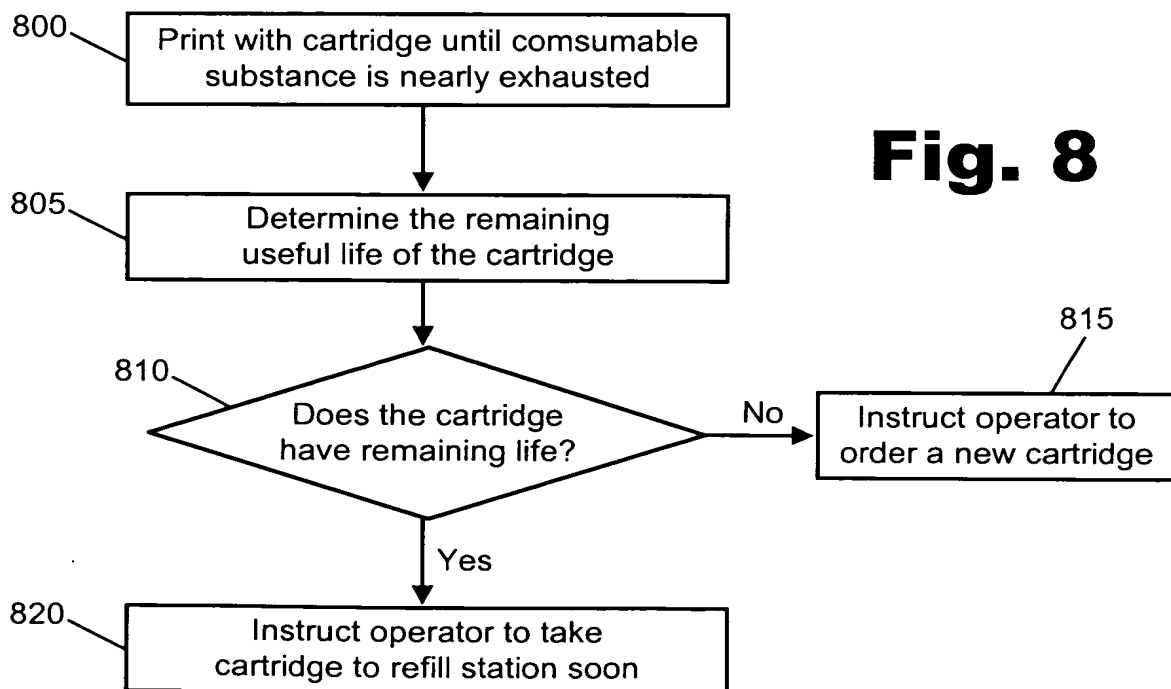 800
Print with cartridge until comsumable
substance is nearly exhausted
Fig. 8
805
Determine the remaining
useful life of the cartridge
810
Does the cartridge
have remaining life?
No
815
Instruct operator to
order a new cartridge
Yes
820
Instruct operator to take
cartridge to refill station soon